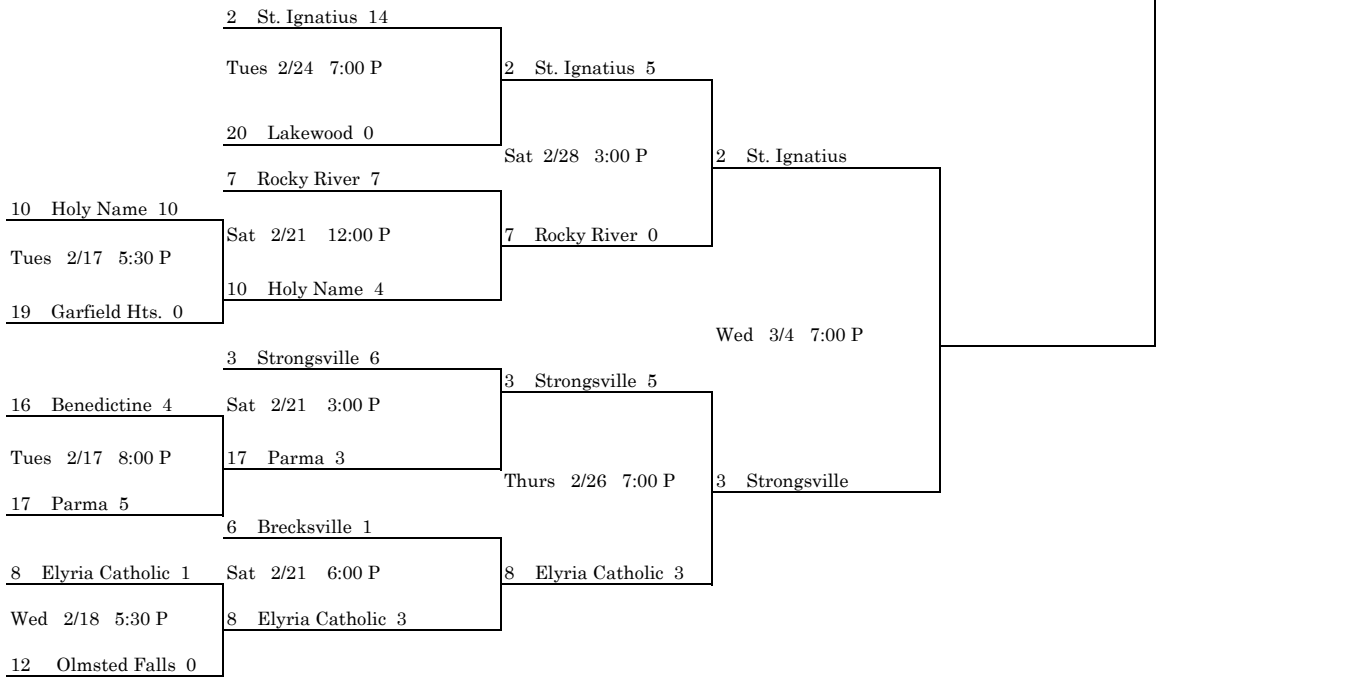 2 St. Ignatius 14
Tues 2/24 7:00 P
2 St. Ignatius 5
20 Lakewood 0
Sat 2/28 3:00 P
2 St. Ignatius
7 Rocky River 7
10 Holy Name 10
Sat 2/21 12:00 P
7 Rocky River 0
Tues 2/17 5:30 P
10 Holy Name 4
19 Garfield Hts. 0
Wed 3/4 7:00 P
3 Strongsville 6
3 Strongsville 5
16 Benedictine 4
Sat 2/21 3:00 P
Tues 2/17 8:00 P
17 Parma 3
Thurs 2/26 7:00 P
3 Strongsville
17 Parma 5
6 Brecksville 1
8 Elyria Catholic 1
Sat 2/21 6:00 P
8 Elyria Catholic 3
Wed 2/18 5:30 P
8 Elyria Catholic 3
12 Olmsted Falls 0